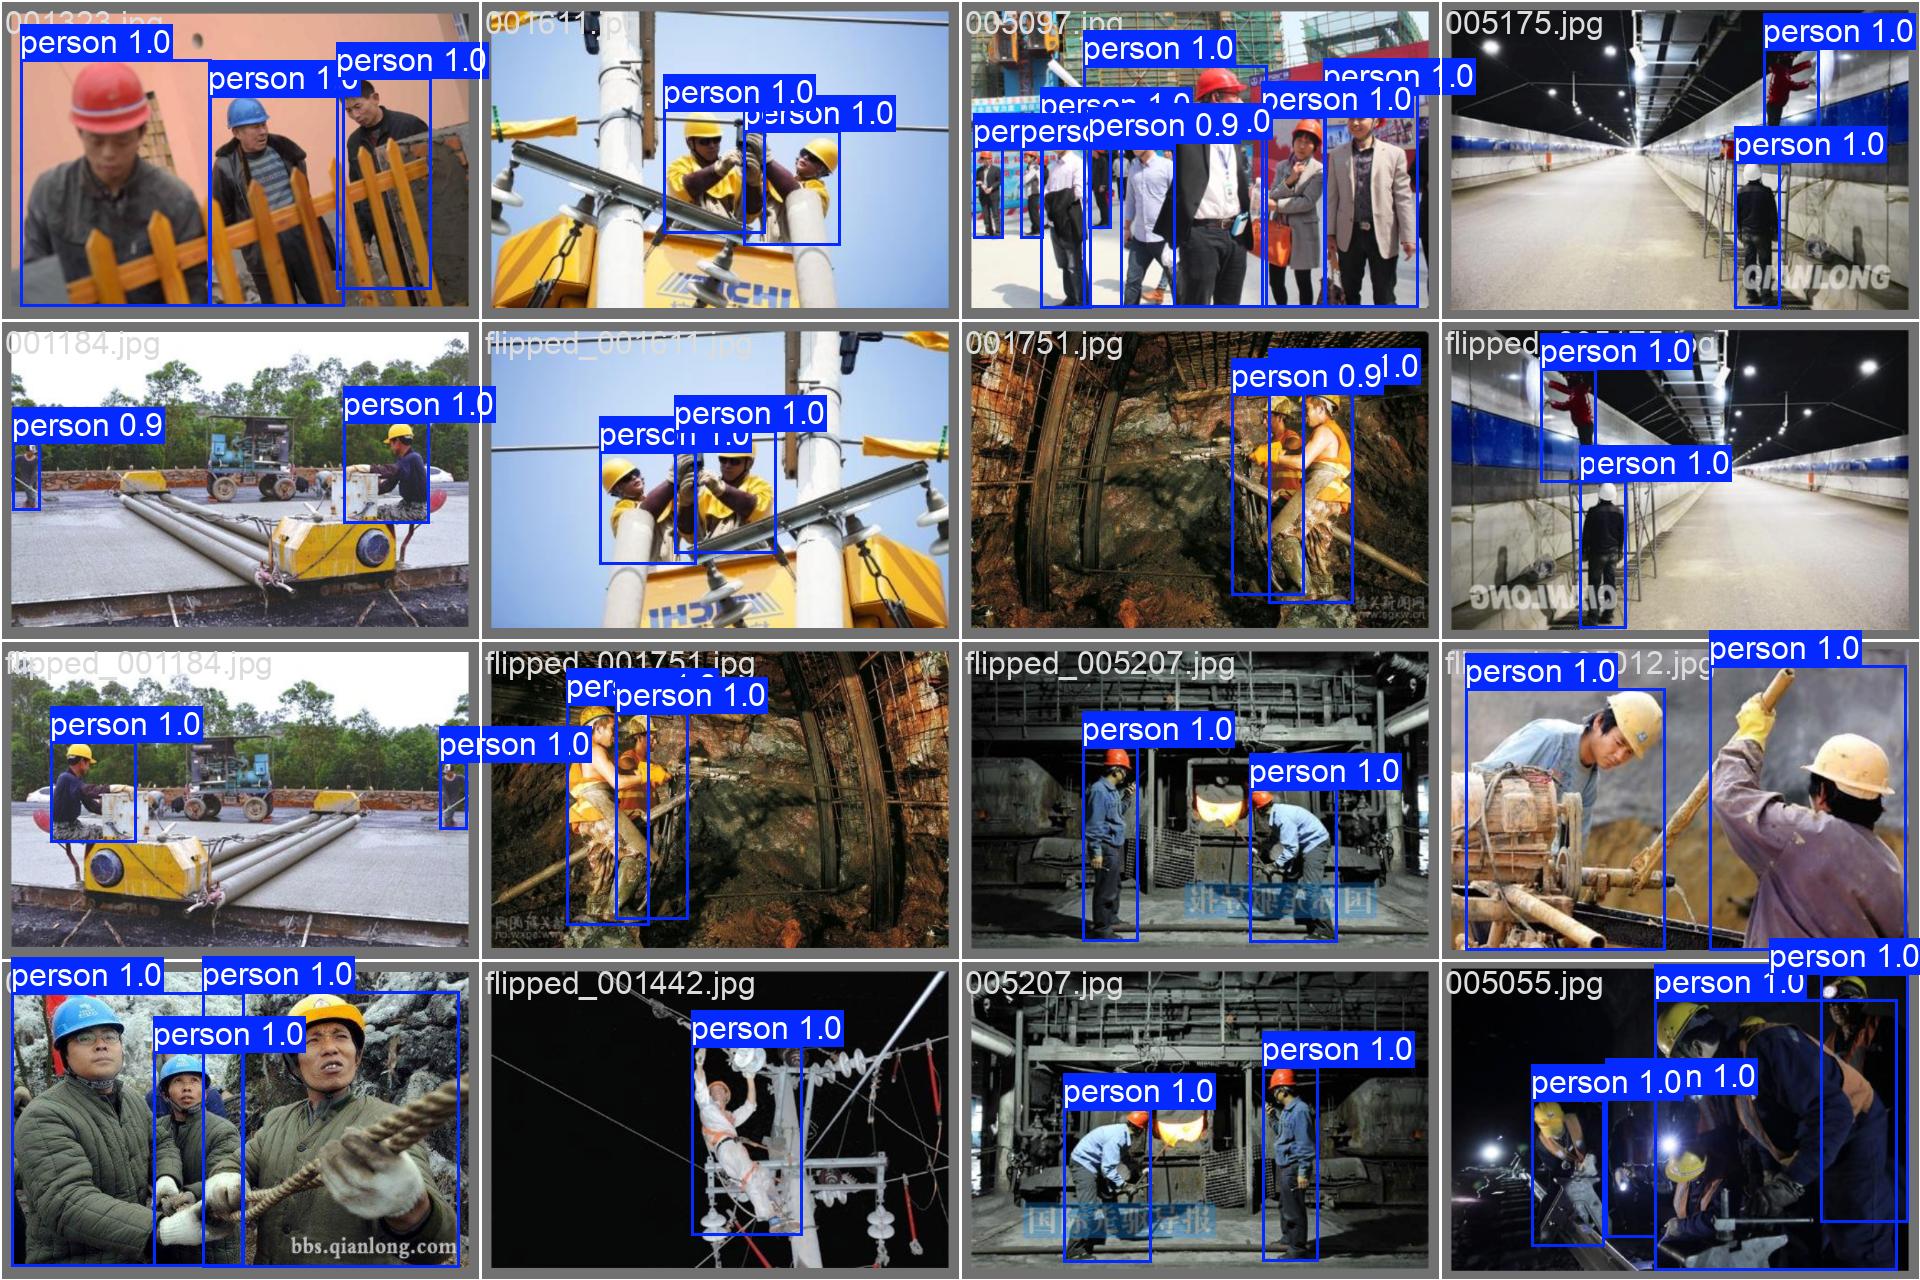 001323.jpg
person 1.0
person 1.0
person 1.0
001611.jpg
person 1.0
person 1.0
005097.jpg
person 1.0
person 1.0
person 1.0
person 1.0
person 0.9
005175.jpg
person 1.0
person 1.0
QIANLONG
001184.jpg
person 0.9
person 1.0
flipped_001611.jpg
person 1.0
person 1.0
001751.jpg
person 0.9
1.0
flipped_005175.jpg
person 1.0
person 1.0
flipped_001184.jpg
person 1.0
person 1.0
flipped_001751.jpg
person 1.0
person 1.0
flipped_005207.jpg
person 1.0
person 1.0
person 1.0
person 1.0
person 1.0
person 1.0
person 1.0
bbs.qianlong.com
flipped_001442.jpg
person 1.0
005207.jpg
person 1.0
person 1.0
005055.jpg
person 1.0
person 1.0
person 1.0
n 1.0